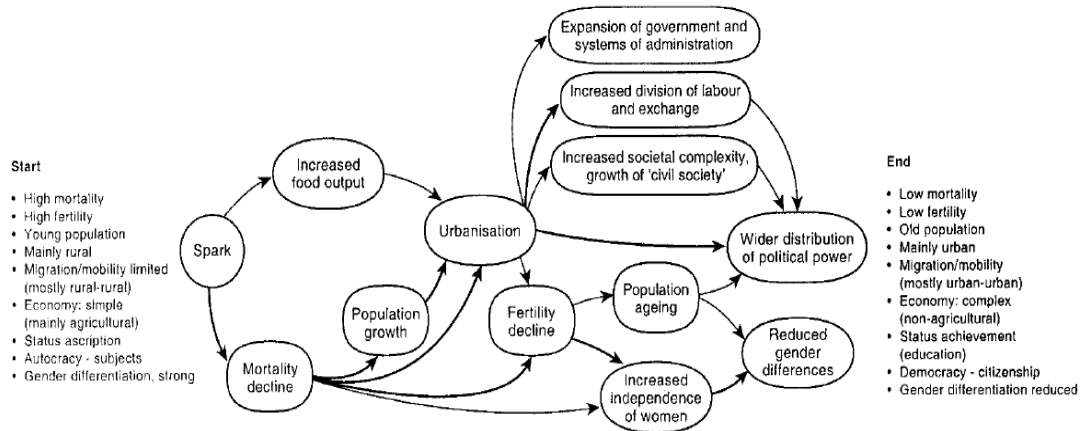 Expansion of government and
systems of administration
Increased division of labour
and exchange
Increased societal complexity,
growth of 'civil society'
Increased
food output
Spark
Urbanisation
Wider distribution
of political power
Population
growth
Fertility
decline
Population
ageing
Mortality
decline
Increased
independence
of women
Reduced
gender
differences
Start
• High mortality
• High fertility
• Young population
• Mainly rural
• Migration/mobility limited
(mostly rural-rural)
• Economy: simple
(mainly agricultural)
• Status ascription
• Autocracy - subjects
• Gender differentiation, strong
End
• Low mortality
• Low fertility
• Old population
• Mainly urban
• Migration/mobility
(mostly urban-urban)
• Economy: complex
(non-agricultural)
• Status achievement
(education)
• Democracy - citizenship
• Gender differentiation reduced